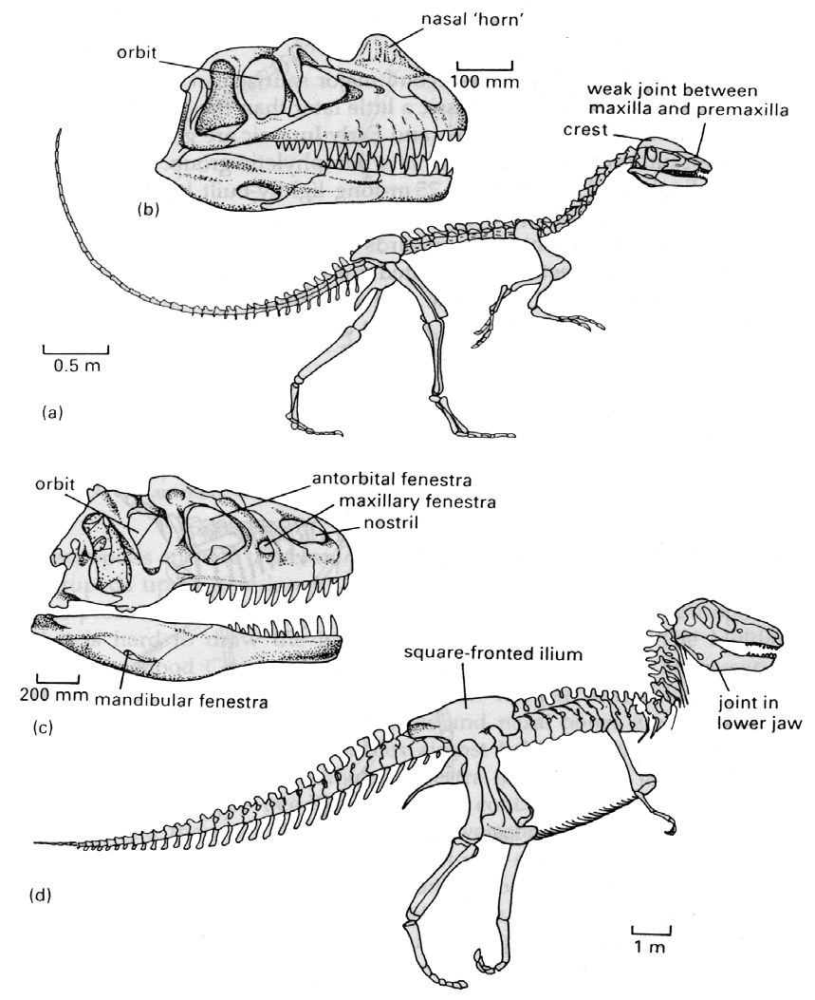 nasal 'horn'
orbit
100 mm
weak joint between
maxilla and premaxilla
crest
(b)
0.5 m
(a)
orbit
antorbital fenestra
maxillary fenestra
nostril
200 mm
mandibular fenestra
(c)
square-fronted ilium
joint in
lower jaw
(d)
1 m